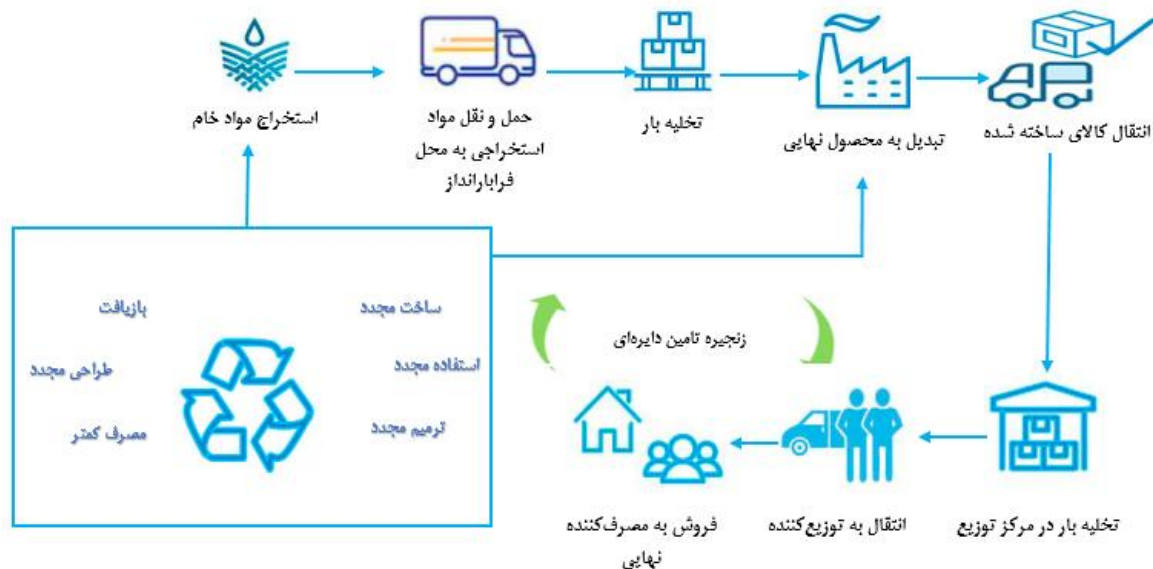 استخراج مواد خام
حمل و نقل مواد
استخراجی به محل
فرابارانداز
تخلیه بار
تبدیل به محصول نهایی
انتقال کالای ساخته شده
ساخت مجدد
بازیافت
استفاده مجدد
طراحی مجدد
ترمیم مجدد
مصرف کمتر
زنجیره تامین دایره‌ای
تخلیه بار در مرکز توزیع
انتقال به توزیع‌کننده
فروش به مصرف‌کننده
نهایی